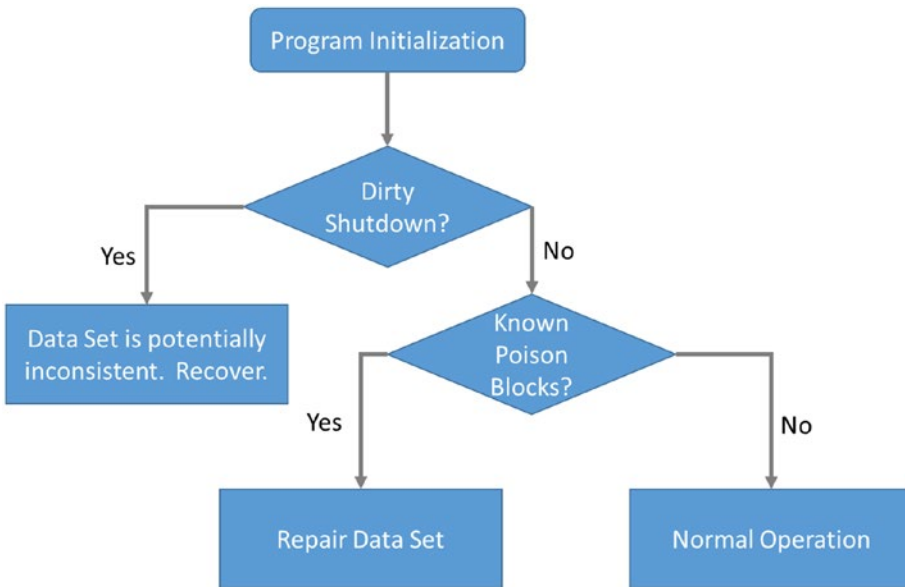 Program Initialization
Dirty
Shutdown?
Yes
No
Data Set is potentially
inconsistent.  Recover.
Known
Poison
Blocks?
Yes
No
Repair Data Set
Normal Operation